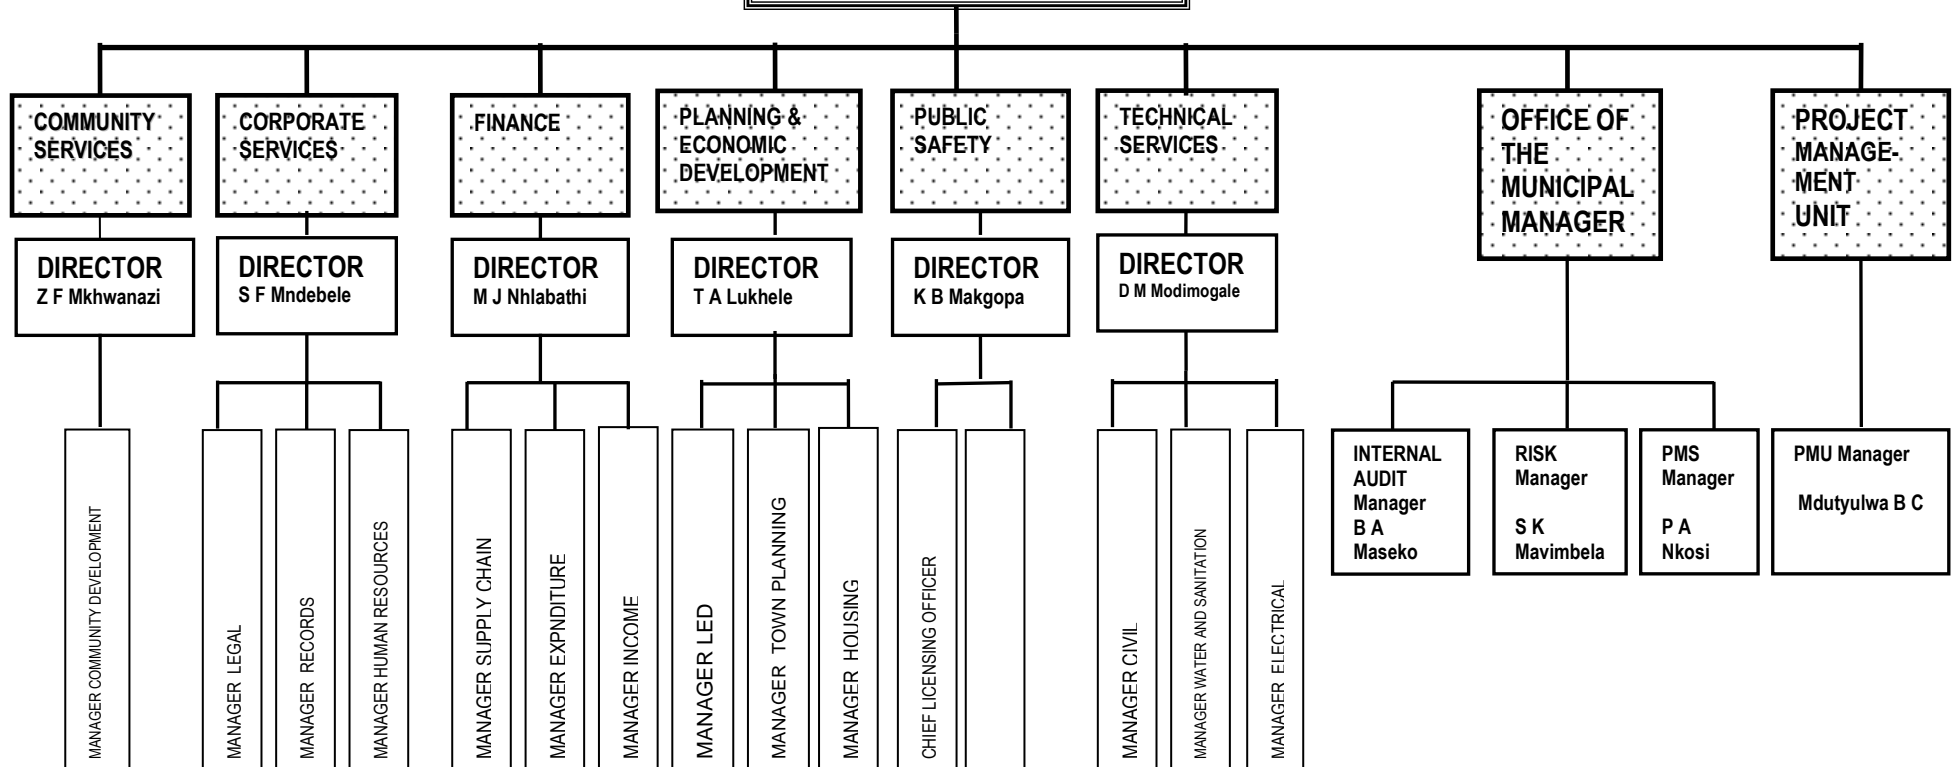 COMMUNITY
SERVICES
CORPORATE
SERVICES
FINANCE
PLANNING &
ECONOMIC
DEVELOPMENT
PUBLIC
SAFETY
TECHNICAL
SERVICES
OFFICE OF
THE
MUNICIPAL
MANAGER
PROJECT
MANAGE-
MENT
UNIT
DIRECTOR
Z F Mkhwanazi
DIRECTOR
S F Mndebele
DIRECTOR
M J Nhlabathi
DIRECTOR
T A Lukhele
DIRECTOR
K B Makgopa
DIRECTOR
D M Modimogale
MANAGER COMMUNITY DEVELOPMENT
MANAGER LEGAL
MANAGER RECORDS
MANAGER HUMAN RESOURCES
MANAGER SUPPLY CHAIN
MANAGER EXPNDITURE
MANAGER INCOME
MANAGER LED
MANAGER TOWN PLANNING
MANAGER HOUSING
CHIEF LICENSING OFFICER
MANAGER CIVIL
MANAGER WATER AND SANITATION
MANAGER ELECTRICAL
INTERNAL
AUDIT
Manager
B A
Maseko
RISK
Manager
S K
Mavimbela
PMS
Manager
P A
Nkosi
PMU Manager
Mdutyulwa B C